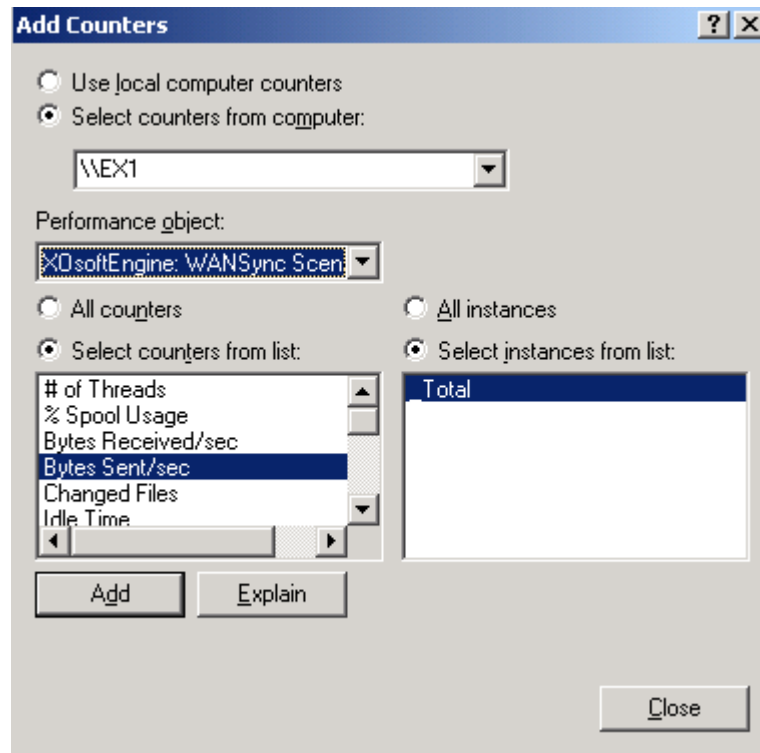 Add Counters
Use local computer counters
Select counters from computer:
\\EX1
Performance object:
XOsoftEngine: WANSync Scen
All counters
All instances
Select counters from list:
Select instances from list:
# of Threads
% Spool Usage
Bytes Received/sec
Bytes Sent/sec
Changed Files
Idle Time
_Total
Add
Explain
Close